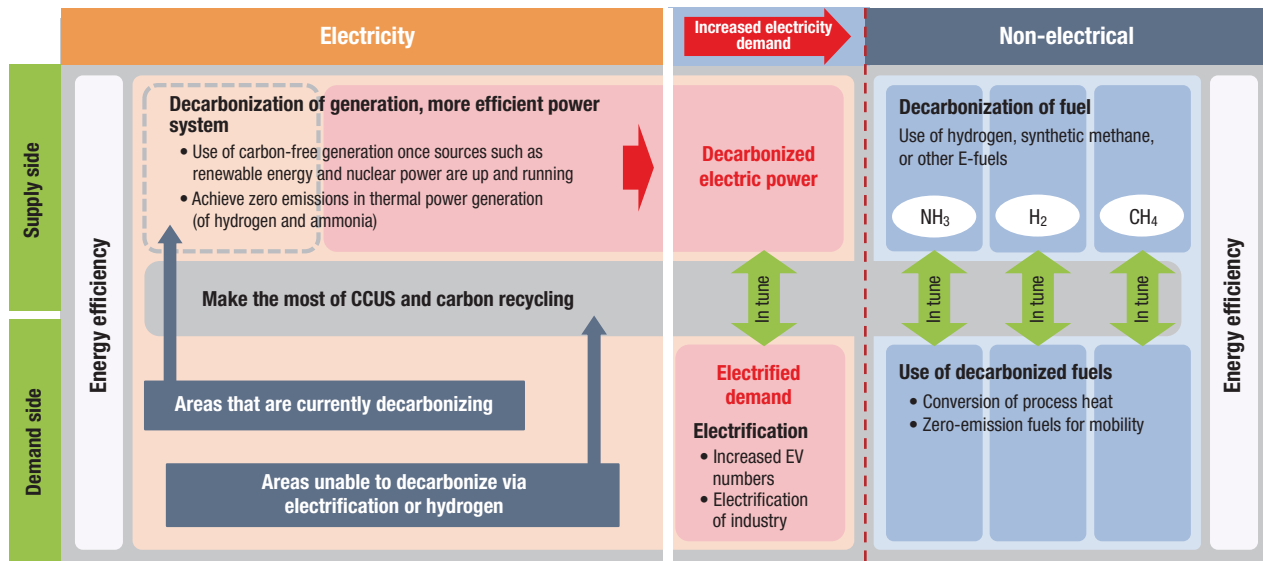 Electricity
Increased electricity
demand
Non-electrical
Supply side
Demand side
Energy efficiency
Decarbonization of generation, more efficient power
system
• Use of carbon-free generation once sources such as
renewable energy and nuclear power are up and running
• Achieve zero emissions in thermal power generation
(of hydrogen and ammonia)
Decarbonized
electric power
Decarbonization of fuel
Use of hydrogen, synthetic methane,
or other E-fuels
NH₃
H₂
CH₄
Make the most of CCUS and carbon recycling
In tune
In tune
In tune
In tune
Areas that are currently decarbonizing
Areas unable to decarbonize via
electrification or hydrogen
Electrified
demand
Electrification
• Increased EV
numbers
• Electrification
of industry
Use of decarbonized fuels
• Conversion of process heat
• Zero-emission fuels for mobility
Energy efficiency